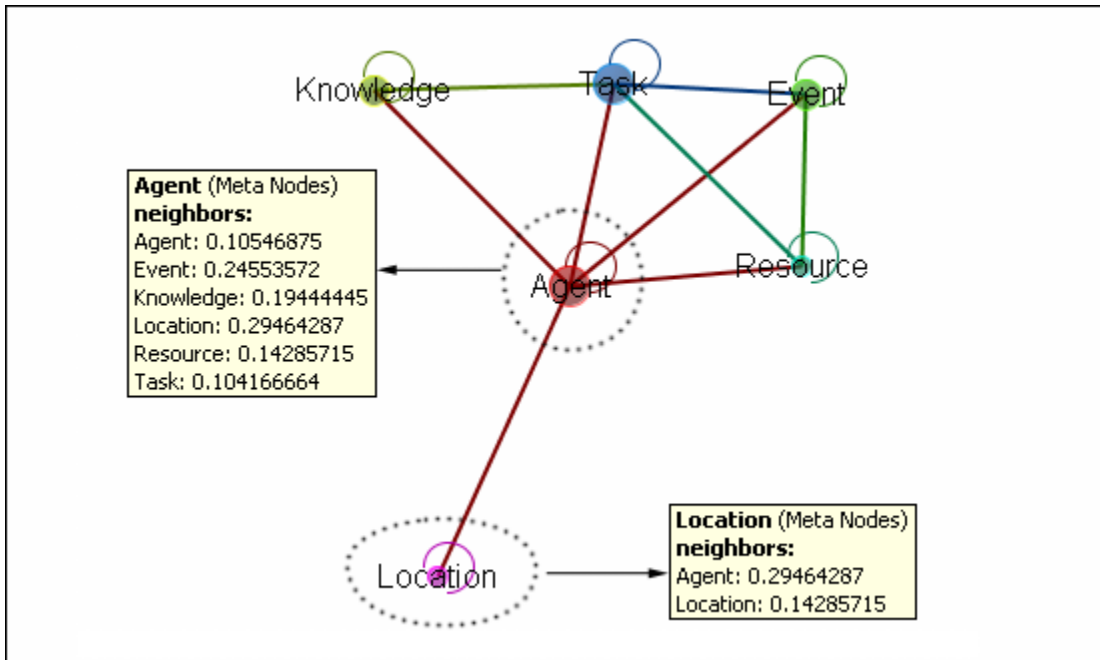 Knowledge
Task
Event
Agent (Meta Nodes)
neighbors:
Agent: 0.10546875
Event: 0.24553572
Knowledge: 0.19444445
Location: 0.29464287
Resource: 0.14285715
Task: 0.104166664
Agent
Resource
Location
Location (Meta Nodes)
neighbors:
Agent: 0.29464287
Location: 0.14285715